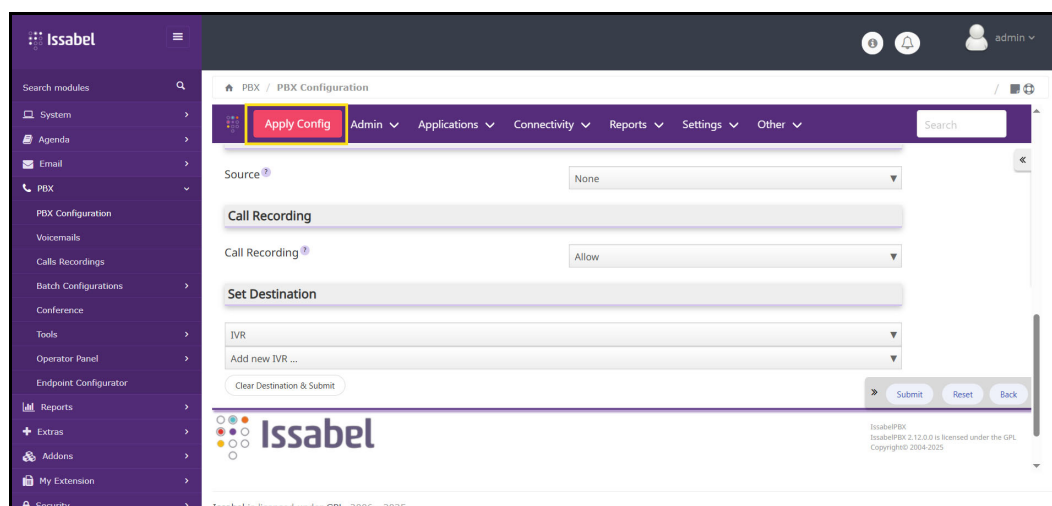 Issabel
admin
Search modules
PBX / PBX Configuration
/
System
Apply Config Admin Applications Connectivity Reports Settings Other Search
Agenda
Email
PBX
Source ?
None
PBX Configuration
Call Recording
Voicemails
Calls Recordings
Call Recording ?
Allow
Batch Configurations
Set Destination
Conference
Tools
IVR
Operator Panel
Add new IVR ...
Endpoint Configurator
Clear Destination & Submit
Submit Reset Back
Reports
Extras
Issabel
IssabelPBX
IssabelPBX 2.12.0.0 is licensed under the GPL
Copyright© 2004-2025
Addons
My Extension
Security